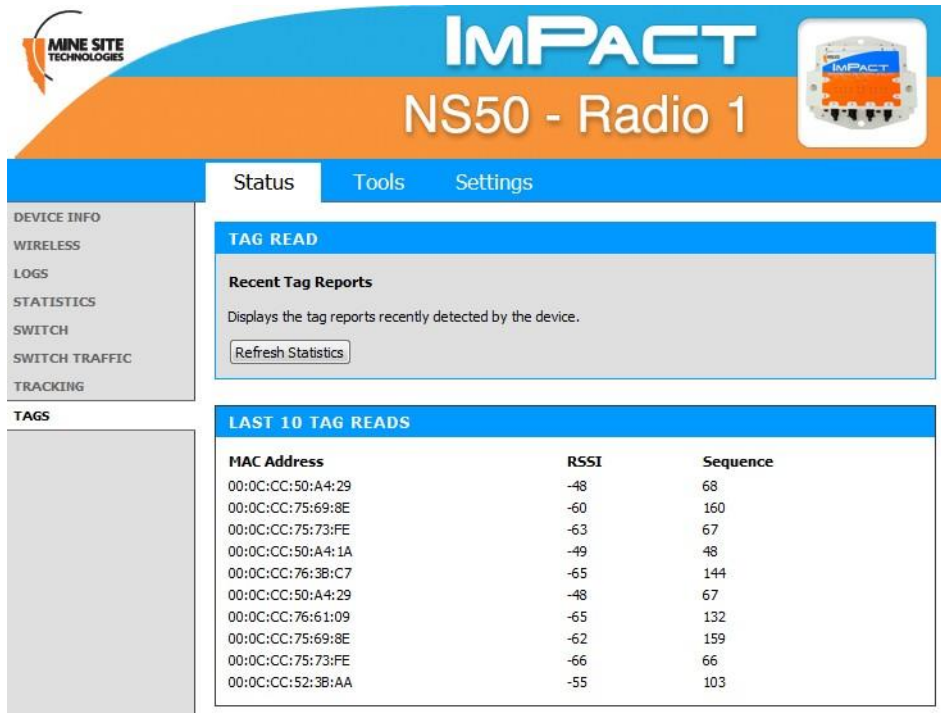 MINE SITE
TECHNOLOGIES
IMPACT
NS50 - Radio 1
IMPACT
Status Tools Settings
DEVICE INFO
WIRELESS
LOGS
STATISTICS
SWITCH
SWITCH TRAFFIC
TRACKING
TAGS
TAG READ
Recent Tag Reports
Displays the tag reports recently detected by the device.
Refresh Statistics
LAST 10 TAG READS
MAC Address RSSI Sequence
00:0C:CC:50:A4:29 -48 68
00:0C:CC:75:69:8E -60 160
00:0C:CC:75:73:FE -63 67
00:0C:CC:50:A4:1A -49 48
00:0C:CC:76:3B:C7 -65 144
00:0C:CC:50:A4:29 -48 67
00:0C:CC:76:61:09 -65 132
00:0C:CC:75:69:8E -62 159
00:0C:CC:75:73:FE -66 66
00:0C:CC:52:3B:AA -55 103